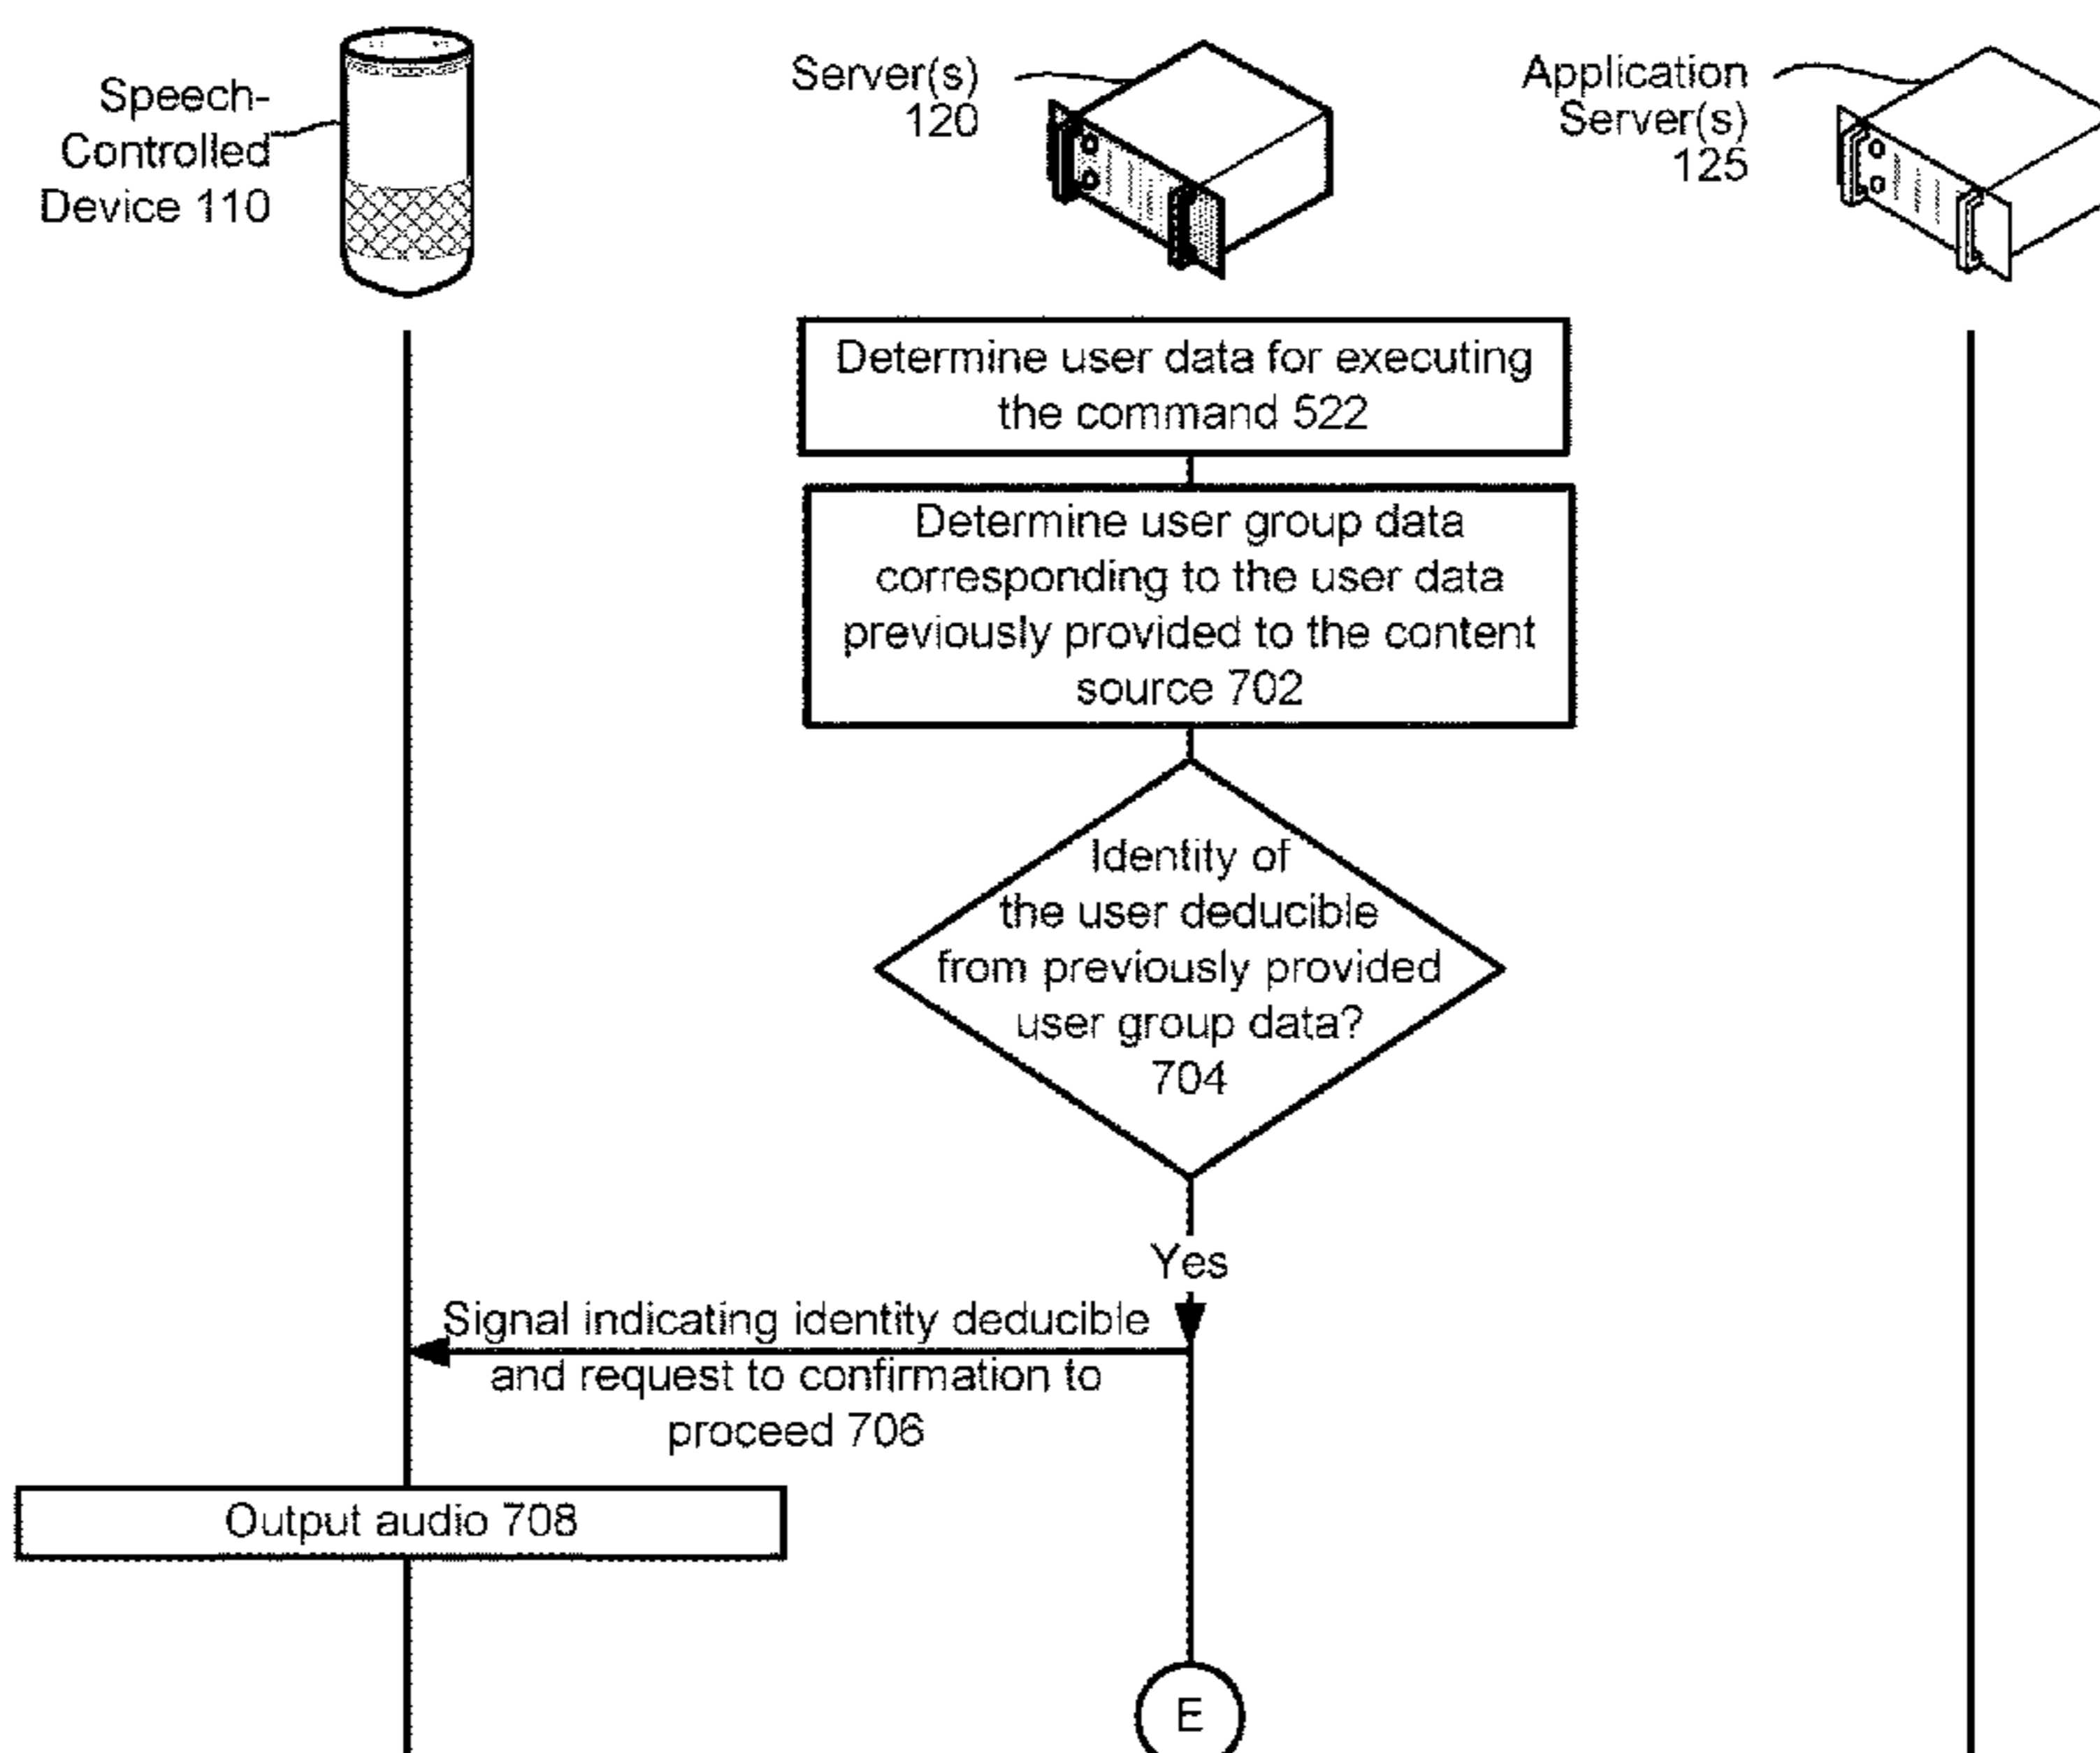 Speech-
Controlled
Device 110
Server(s)
120
Application
Server(s)
125
Determine user data for executing
the command 522
Determine user group data
corresponding to the user data
previously provided to the content
source 702
Identity of
the user deducible
from previously provided
user group data?
704
Yes
Signal indicating identity deducible
and request to confirmation to
proceed 706
Output audio 708
E